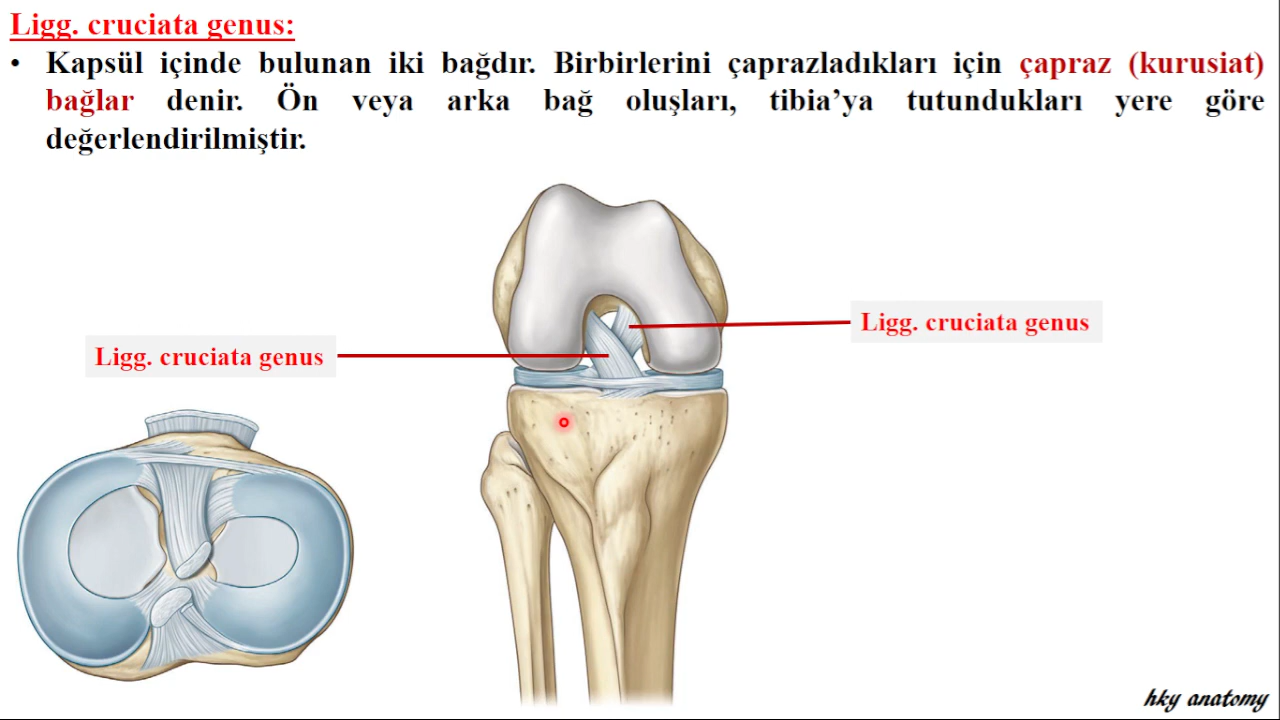 Ligg. cruciata genus:
• Kapsül içinde bulunan iki bağdır. Birbirlerini çaprazladıkları için çapraz (kurusiat)
bağlar denir. Ön veya arka bağ oluşları, tibia’ya tutundukları yere göre
değerlendirilmiştir.
Ligg. cruciata genus
Ligg. cruciata genus
hky anatomy